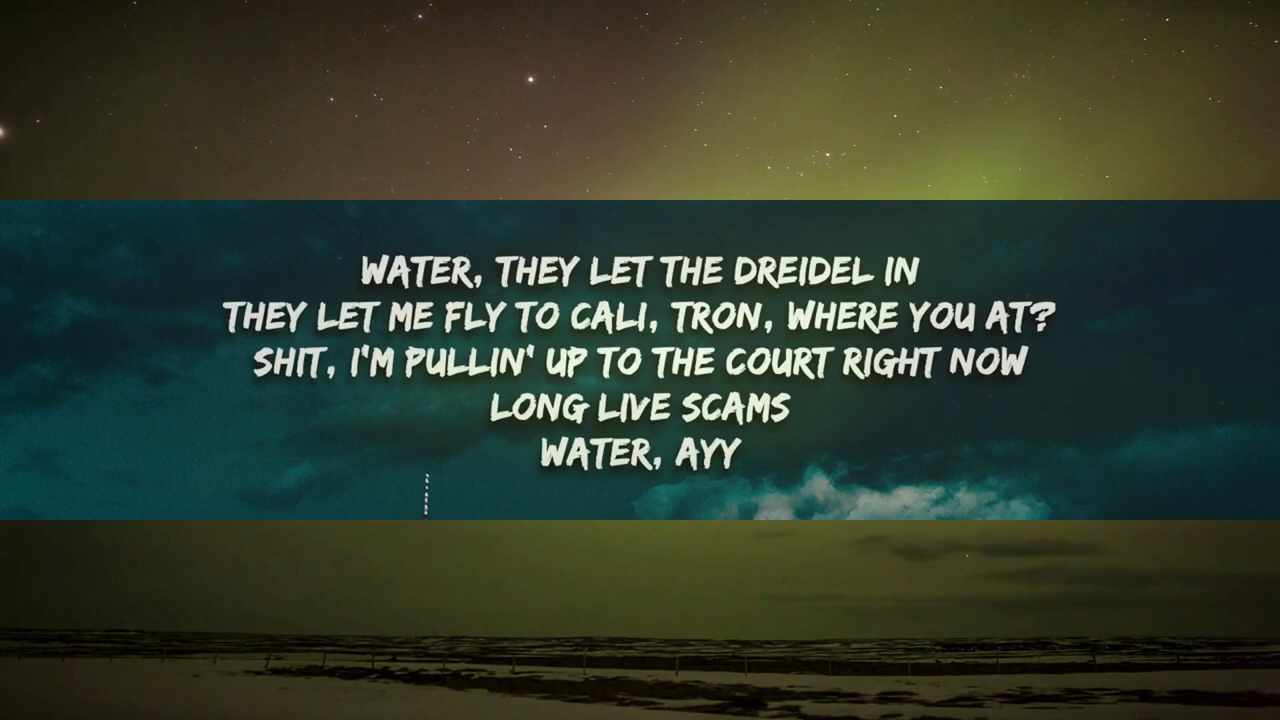 WATER, THEY LET THE DREIDEL IN
THEY LET ME FLY TO CALI, TRON, WHERE YOU AT?
SHIT, I'M PULLIN' UP TO THE COURT RIGHT NOW
LONG LIVE SCAMS
WATER, AYY